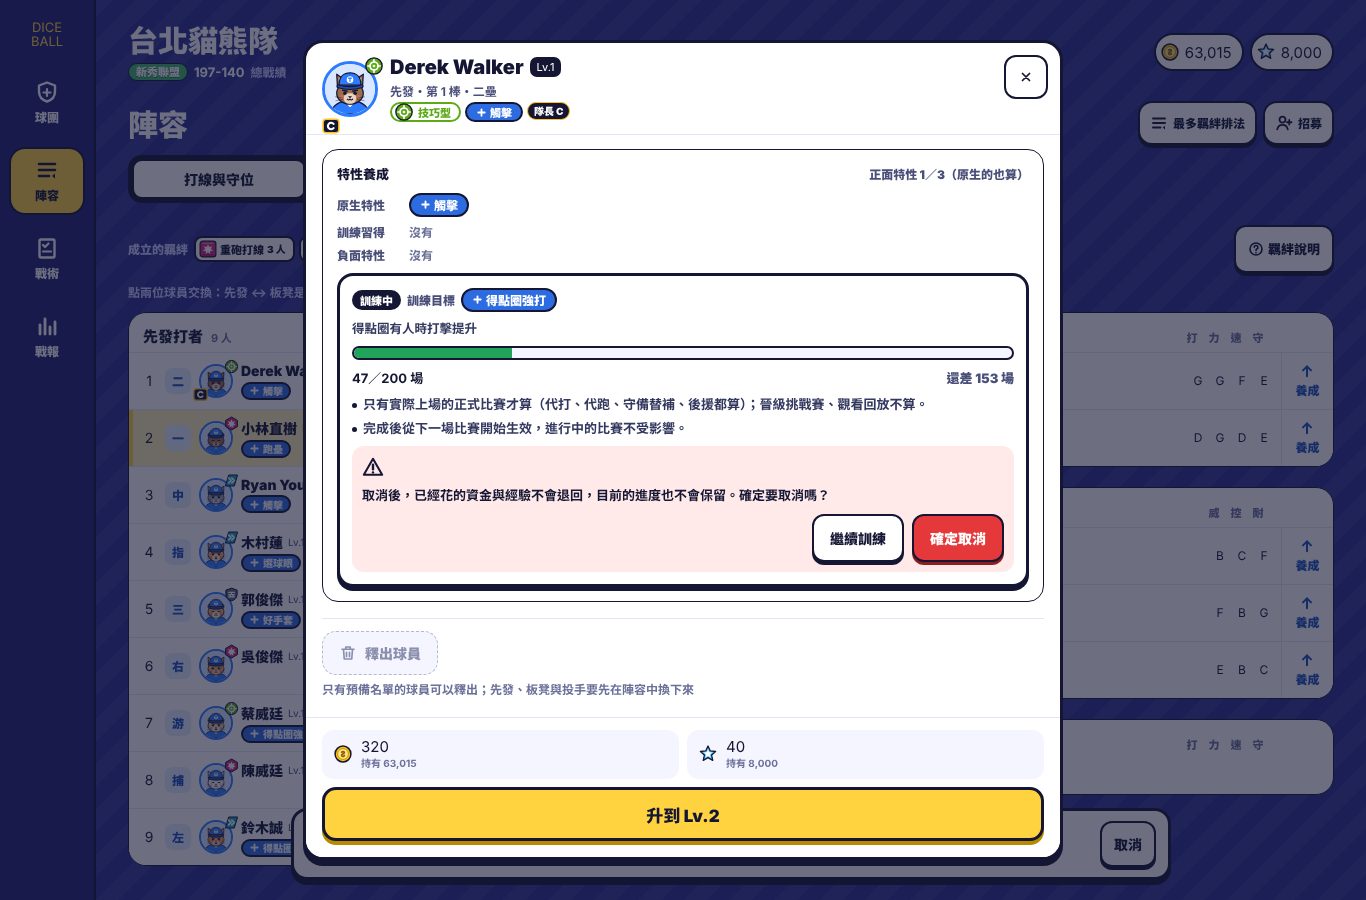 DICE
BALL
球團
陣容
戰術
戰報
台北貓熊隊
新秀聯盟 197-140 總戰績
63,015
8,000
陣容
最多羈絆排法
招募
打線與守位
成立的羈絆 重砲打線 3 人
羈絆說明
點兩位球員交換：先發 ↔ 板凳是
先發打者 9 人
打 力 速 守
1 二 C Derek Wa
+ 觸擊
G G F E
養成
2 一 小林直樹
+ 跑壘
D G D E
養成
3 中 Ryan You
+ 觸擊
威 控 耐
4 指 木村蓮 Lv.1
+ 選球眼
B C F
養成
5 三 郭俊傑 Lv.1
+ 好手套
F B G
養成
6 右 吳俊傑 Lv.1
E B C
養成
7 游 蔡威廷 Lv.1
+ 得點圈強
打 力 速 守
8 捕 陳威廷 Lv.1
9 左 鈴木誠
+ 得點圈
取消
Derek Walker Lv.1
先發・第 1 棒・二壘
技巧型 + 觸擊 隊長 C
C
×
特性養成
正面特性 1／3（原生的也算）
原生特性 + 觸擊
訓練習得 沒有
負面特性 沒有
訓練中 訓練目標 + 得點圈強打
得點圈有人時打擊提升
47／200 場
還差 153 場
• 只有實際上場的正式比賽才算（代打、代跑、守備替補、後援都算）；晉級挑戰賽、觀看回放不算。
• 完成後從下一場比賽開始生效，進行中的比賽不受影響。
取消後，已經花的資金與經驗不會退回，目前的進度也不會保留。確定要取消嗎？
繼續訓練
確定取消
釋出球員
只有預備名單的球員可以釋出；先發、板凳與投手要先在陣容中換下來
320
持有 63,015
40
持有 8,000
升到 Lv.2